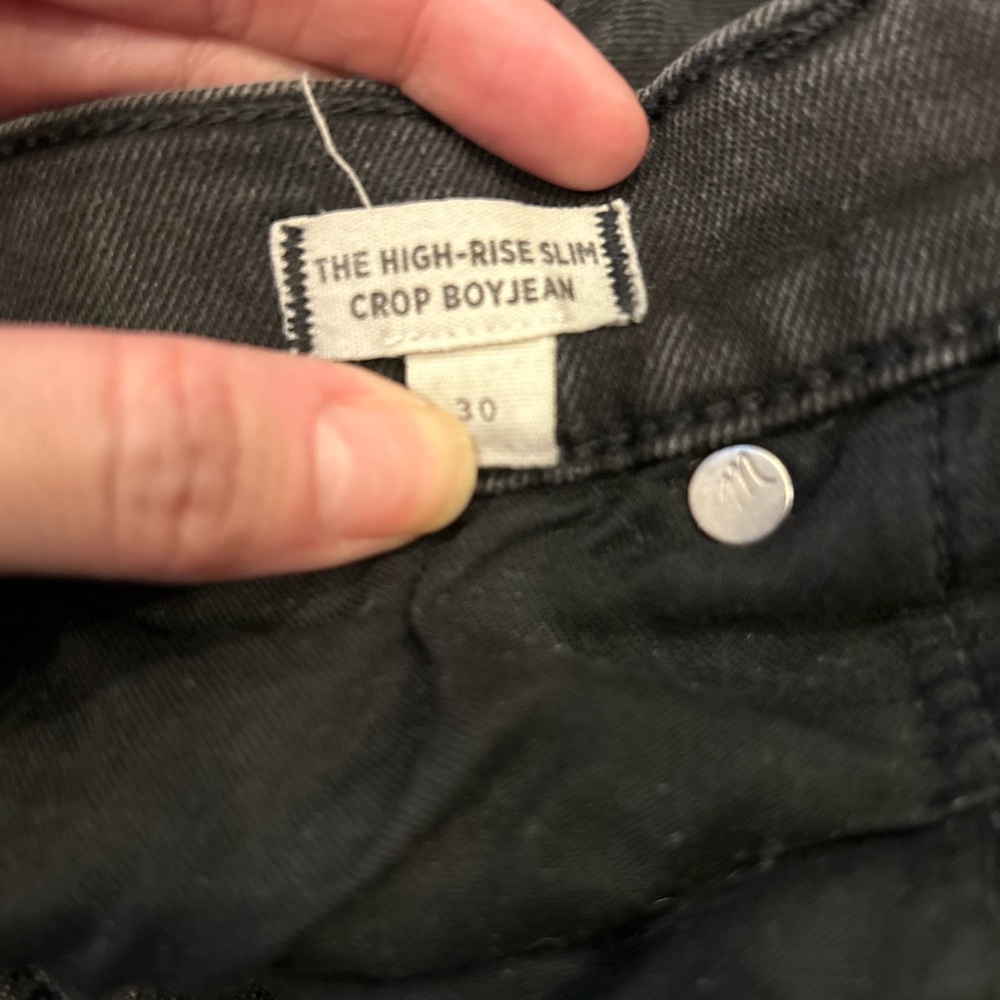 THE HIGH-RISE SLIM
CROP BOYJEAN
30
m